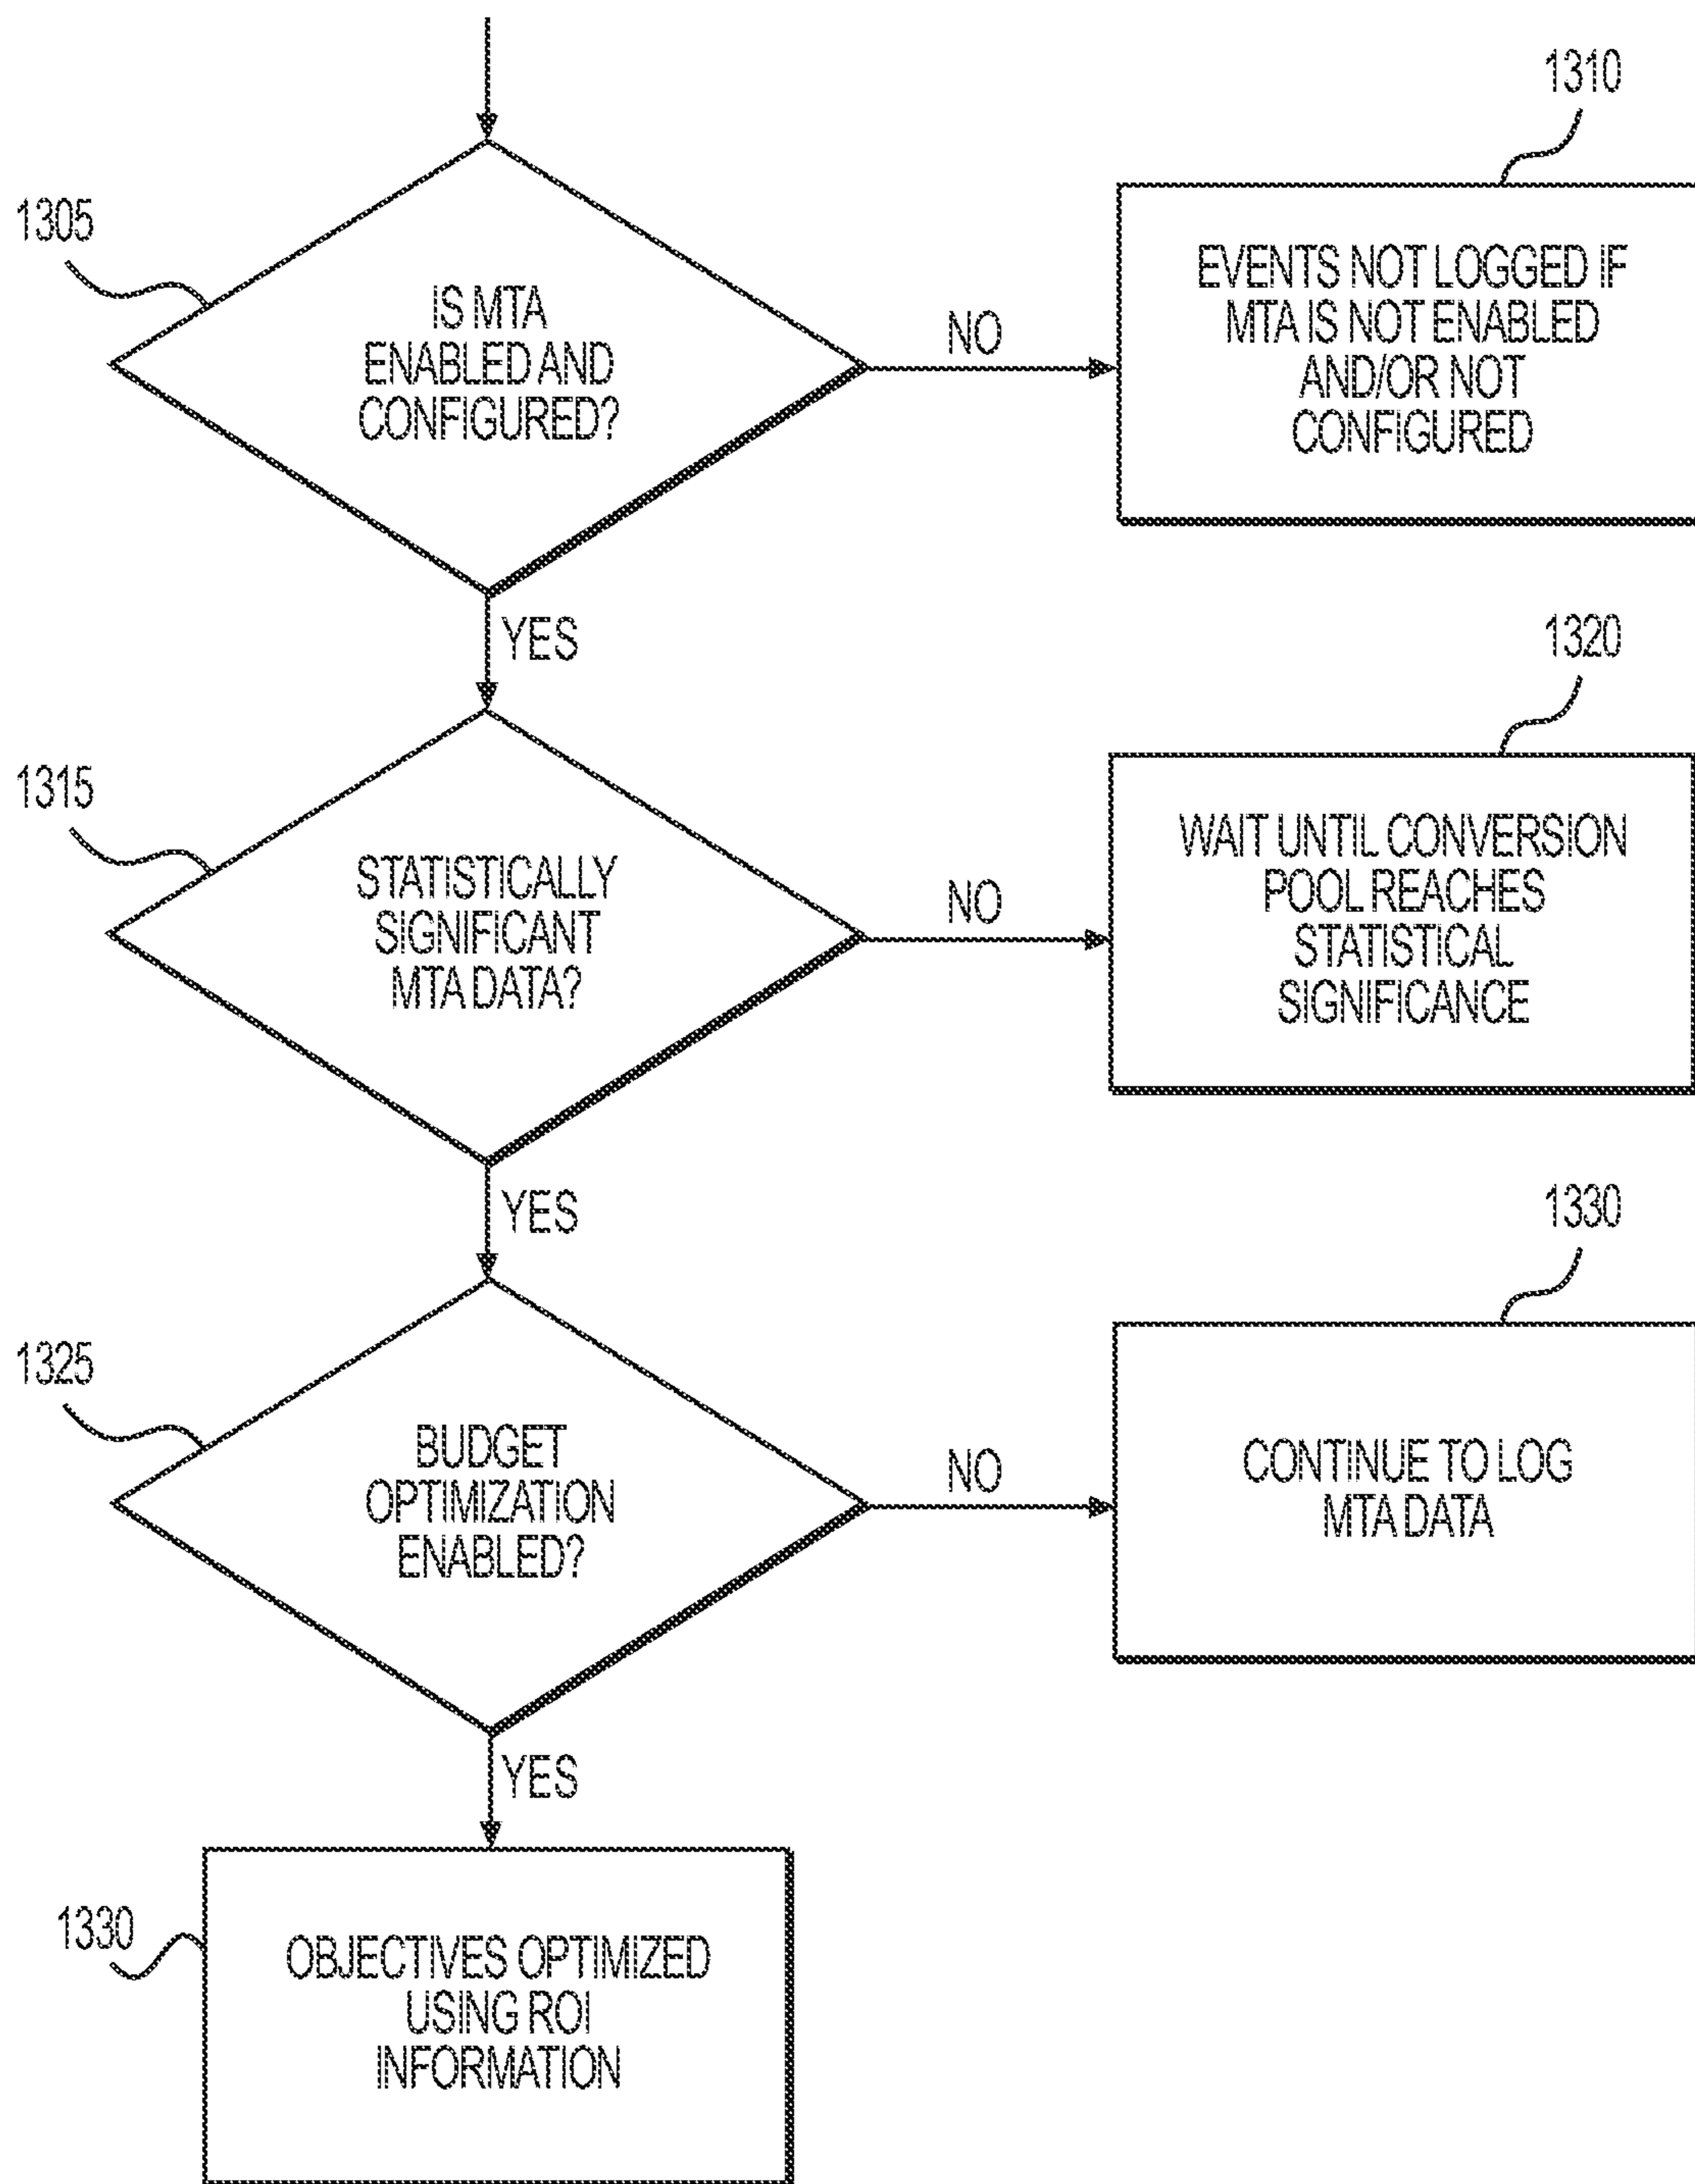 1310
1305
IS MTA
ENABLED AND
CONFIGURED?
NO
EVENTS NOT LOGGED IF
MTA IS NOT ENABLED
AND/OR NOT
CONFIGURED
YES
1320
1315
STATISTICALLY
SIGNIFICANT
MTA DATA?
NO
WAIT UNTIL CONVERSION
POOL REACHES
STATISTICAL
SIGNIFICANCE
YES
1330
1325
BUDGET
OPTIMIZATION
ENABLED?
NO
CONTINUE TO LOG
MTA DATA
YES
1330
OBJECTIVES OPTIMIZED
USING ROI
INFORMATION